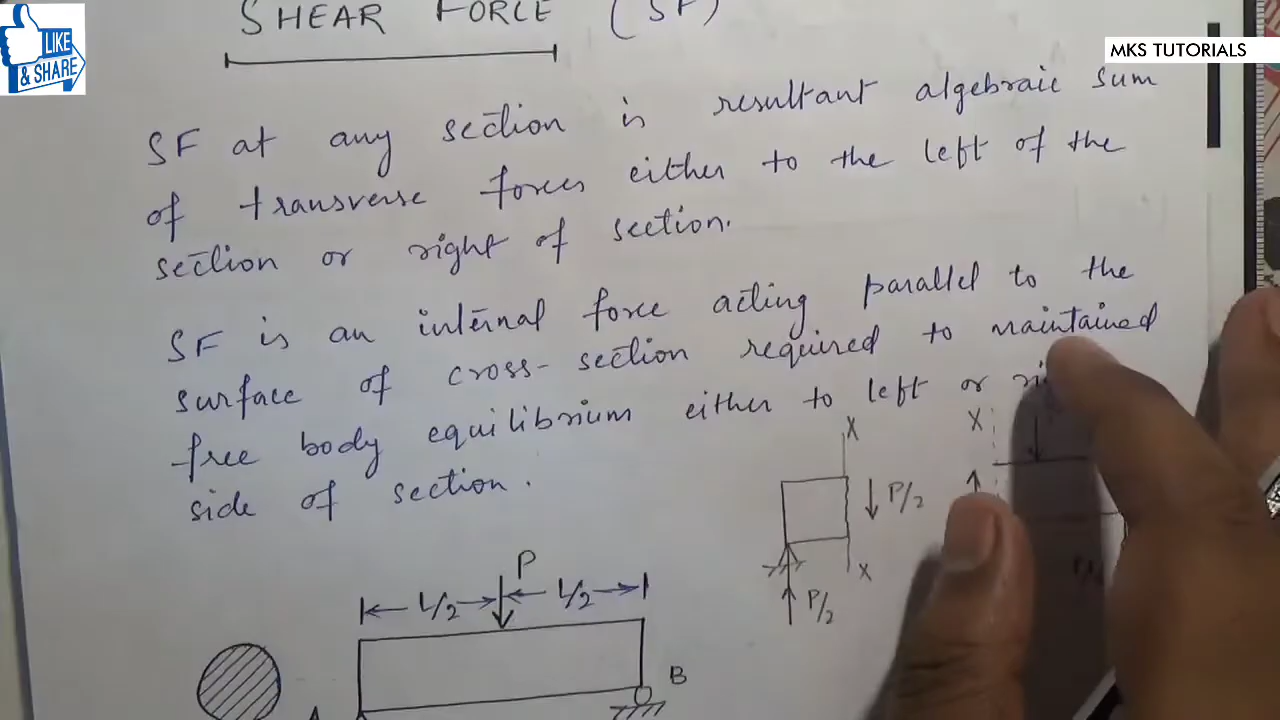 LIKE
& SHARE
MKS TUTORIALS
SHEAR FORCE (SF)
SF at any section is resultant algebraic sum
of transverse forces either to the left of the
section or right of section.
SF is an internal force acting parallel to the
surface of cross-section required to maintained
free body equilibrium either to left or
side of section.
X X
P/2
X
P/2
P
L/2 L/2
B